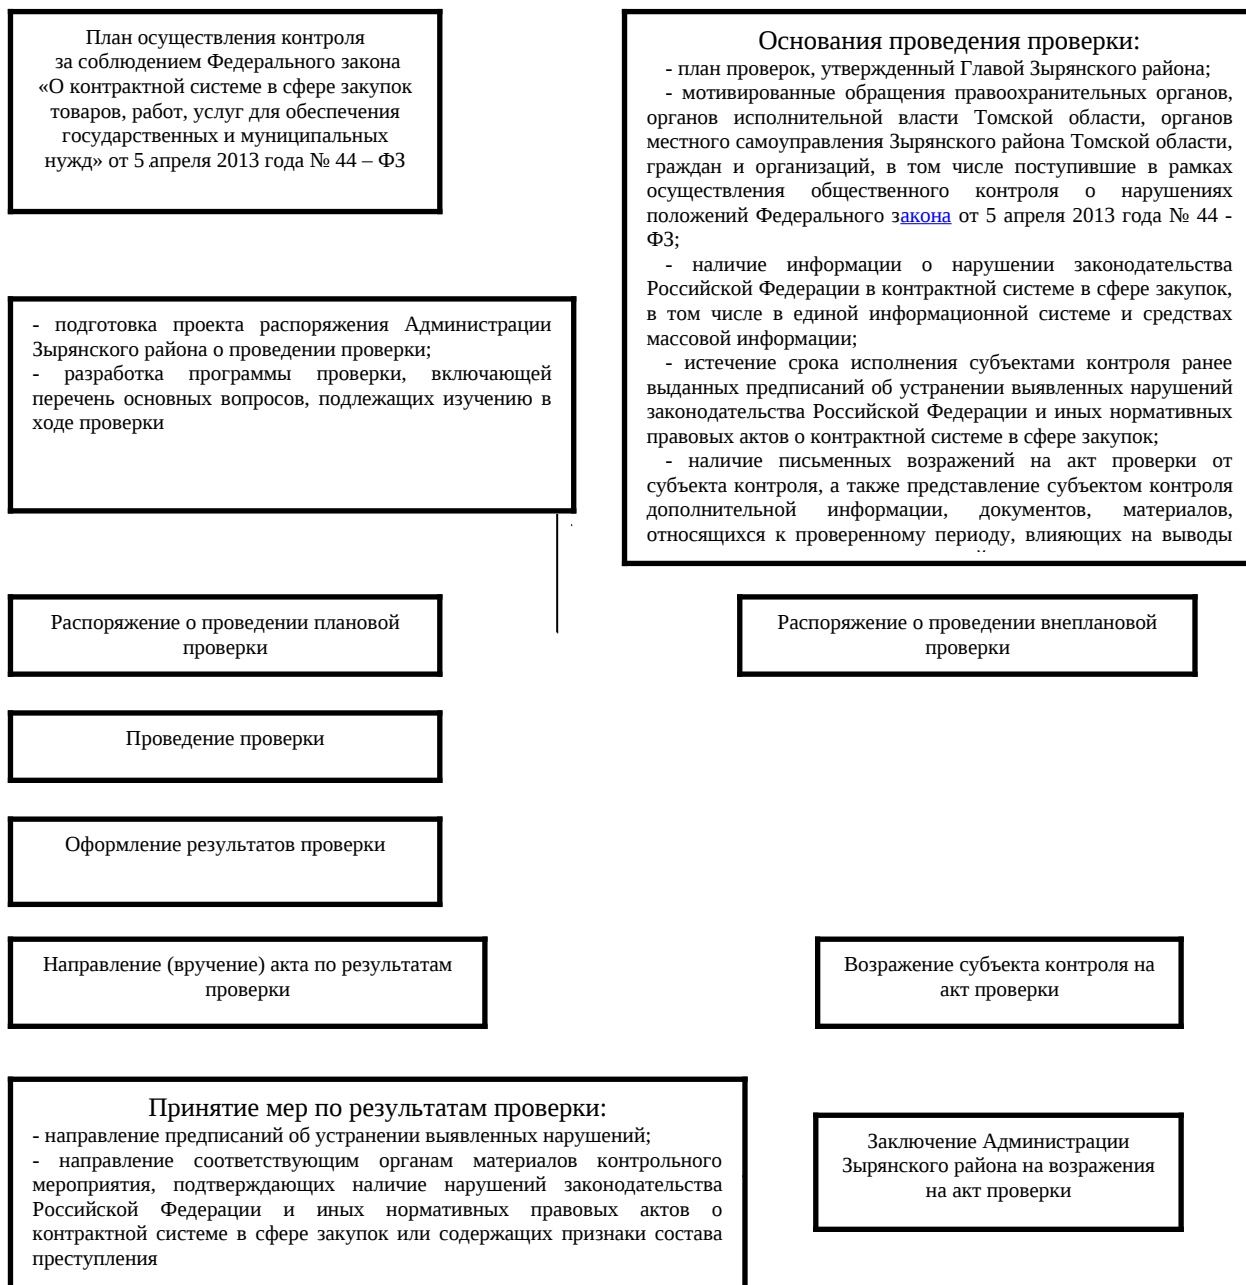 План осуществления контроля
за соблюдением Федерального закона
«О контрактной системе в сфере закупок
товаров, работ, услуг для обеспечения
государственных и муниципальных
нужд» от 5 апреля 2013 года № 44 – ФЗ
Основания проведения проверки:
- план проверок, утвержденный Главой Зырянского района;
- мотивированные обращения правоохранительных органов,
органов исполнительной власти Томской области, органов
местного самоуправления Зырянского района Томской области,
граждан и организаций, в том числе поступившие в рамках
осуществления общественного контроля о нарушениях
положений Федерального закона от 5 апреля 2013 года № 44 -
ФЗ;
- наличие информации о нарушении законодательства
Российской Федерации в контрактной системе в сфере закупок,
в том числе в единой информационной системе и средствах
массовой информации;
- истечение срока исполнения субъектами контроля ранее
выданных предписаний об устранении выявленных нарушений
законодательства Российской Федерации и иных нормативных
правовых актов о контрактной системе в сфере закупок;
- наличие письменных возражений на акт проверки от
субъекта контроля, а также представление субъектом контроля
дополнительной информации, документов, материалов,
относящихся к проверенному периоду, влияющих на выводы
- подготовка проекта распоряжения Администрации
Зырянского района о проведении проверки;
- разработка программы проверки, включающей
перечень основных вопросов, подлежащих изучению в
ходе проверки
Распоряжение о проведении плановой
проверки
Распоряжение о проведении внеплановой
проверки
Проведение проверки
Оформление результатов проверки
Направление (вручение) акта по результатам
проверки
Возражение субъекта контроля на
акт проверки
Принятие мер по результатам проверки:
- направление предписаний об устранении выявленных нарушений;
- направление соответствующим органам материалов контрольного
мероприятия, подтверждающих наличие нарушений законодательства
Российской Федерации и иных нормативных правовых актов о
контрактной системе в сфере закупок или содержащих признаки состава
преступления
Заключение Администрации
Зырянского района на возражения
на акт проверки